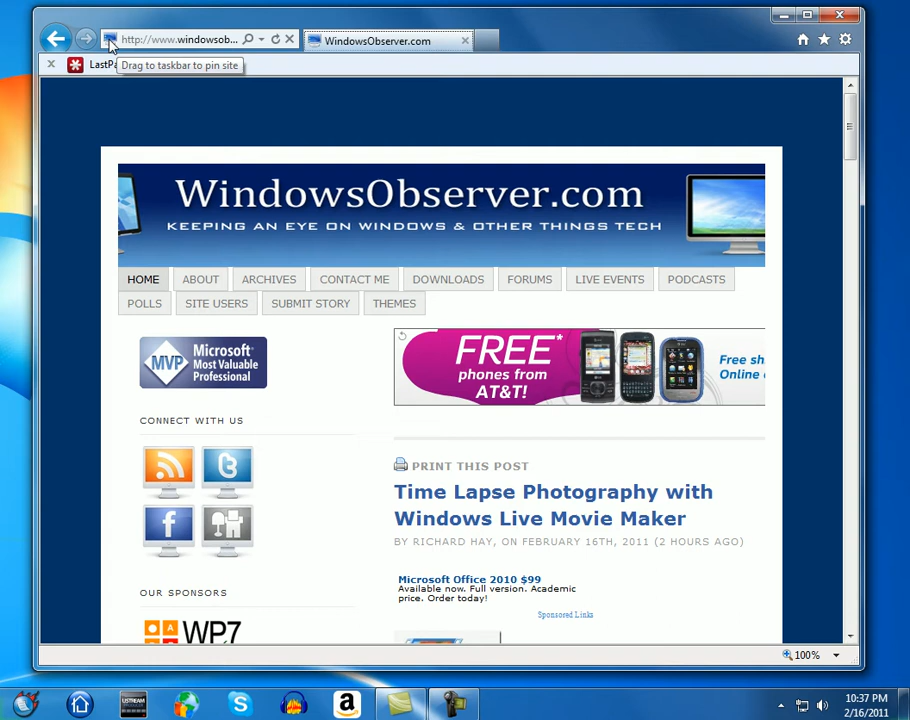 http://www.windowsob...
WindowsObserver.com
LastPa
Drag to taskbar to pin site
WindowsObserver.com
KEEPING AN EYE ON WINDOWS & OTHER THINGS TECH
HOME ABOUT ARCHIVES CONTACT ME DOWNLOADS FORUMS LIVE EVENTS PODCASTS
POLLS SITE USERS SUBMIT STORY THEMES
MVP Microsoft®
Most Valuable
Professional
FREE*
phones from
AT&T!
Free sh
Online
CONNECT WITH US
PRINT THIS POST
Time Lapse Photography with
Windows Live Movie Maker
BY RICHARD HAY, ON FEBRUARY 16TH, 2011 (2 HOURS AGO)
Microsoft Office 2010 $99
Available now. Full version. Academic
price. Order today!
Sponsored Links
OUR SPONSORS
WP7
100%
USTREAM
10:37 PM
2/16/2011